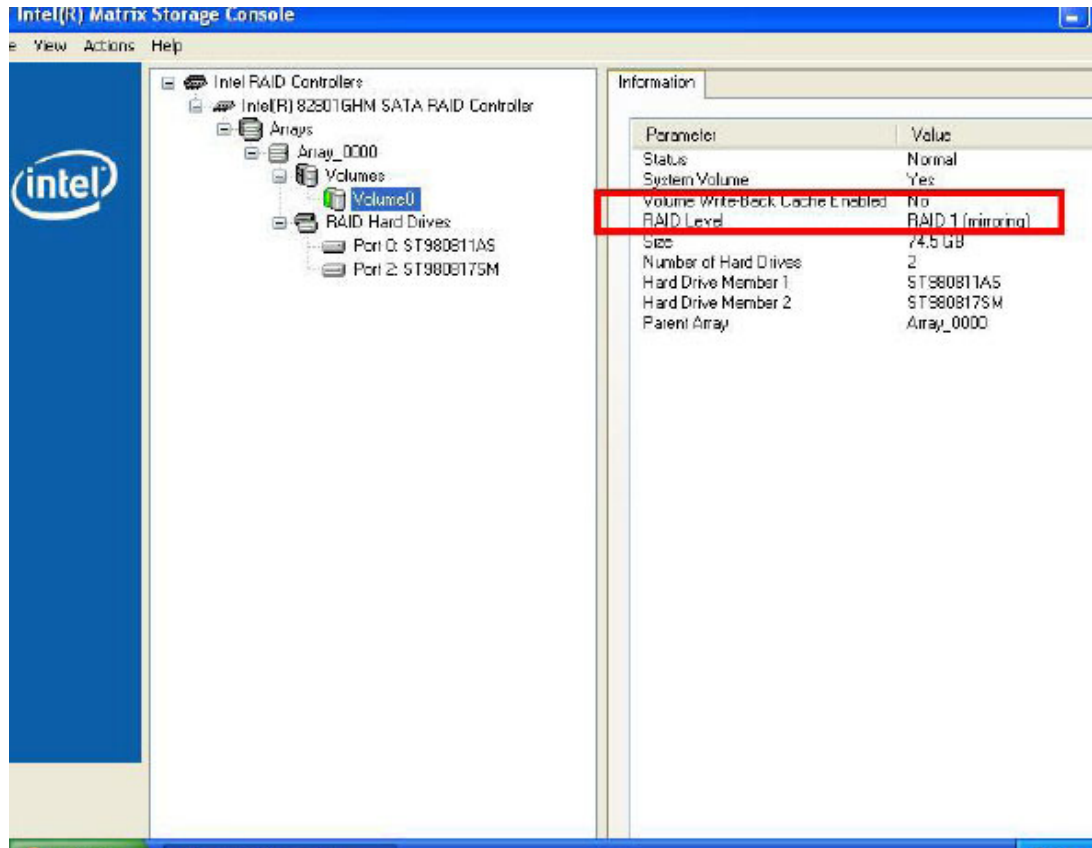 Intel(R) Matrix Storage Console
e View Actions Help
intel
Intel RAID Controllers
Intel(R) 82801GHM SATA RAID Controller
Arrays
Array_0000
Volumes
Volume0
RAID Hard Drives
Port 0: ST980811AS
Port 2: ST980817SM
Information
Parameter Value
Status Normal
System Volume Yes
Volume Write-Back Cache Enabled No
RAID Level RAID 1 (mirroring)
Size 74.5 GB
Number of Hard Drives 2
Hard Drive Member 1 ST980811AS
Hard Drive Member 2 ST980817SM
Parent Array Array_0000